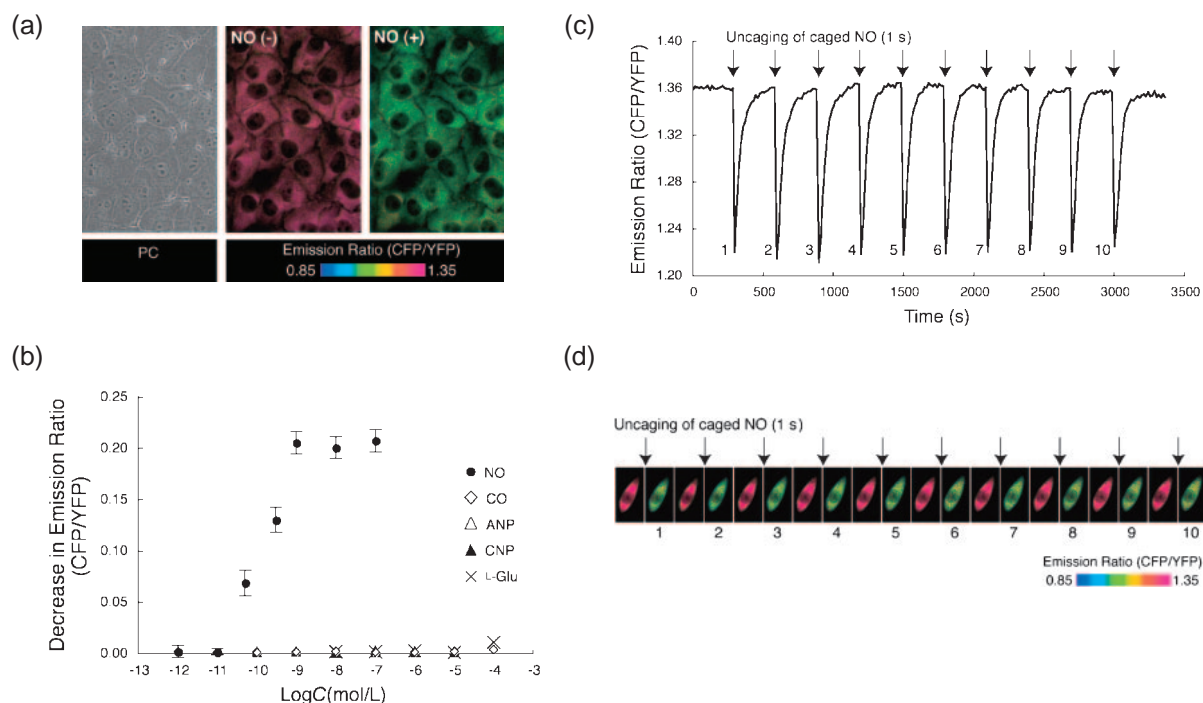 (a)
NO (-)
NO (+)
PC
Emission Ratio (CFP/YFP)
0.85 1.35
(b)
Decrease in Emission Ratio
(CFP/YFP)
0.25
0.20
0.15
0.10
0.05
0.00
-13 -12 -11 -10 -9 -8 -7 -6 -5 -4 -3
LogC(mol/L)
NO
CO
ANP
CNP
L-Glu
(c)
Uncaging of caged NO (1 s)
Emission Ratio (CFP/YFP)
1.40
1.36
1.32
1.28
1.24
1.20
1 2 3 4 5 6 7 8 9 10
0 500 1000 1500 2000 2500 3000 3500
Time (s)
(d)
Uncaging of caged NO (1 s)
1 2 3 4 5 6 7 8 9 10
Emission Ratio (CFP/YFP)
0.85 1.35